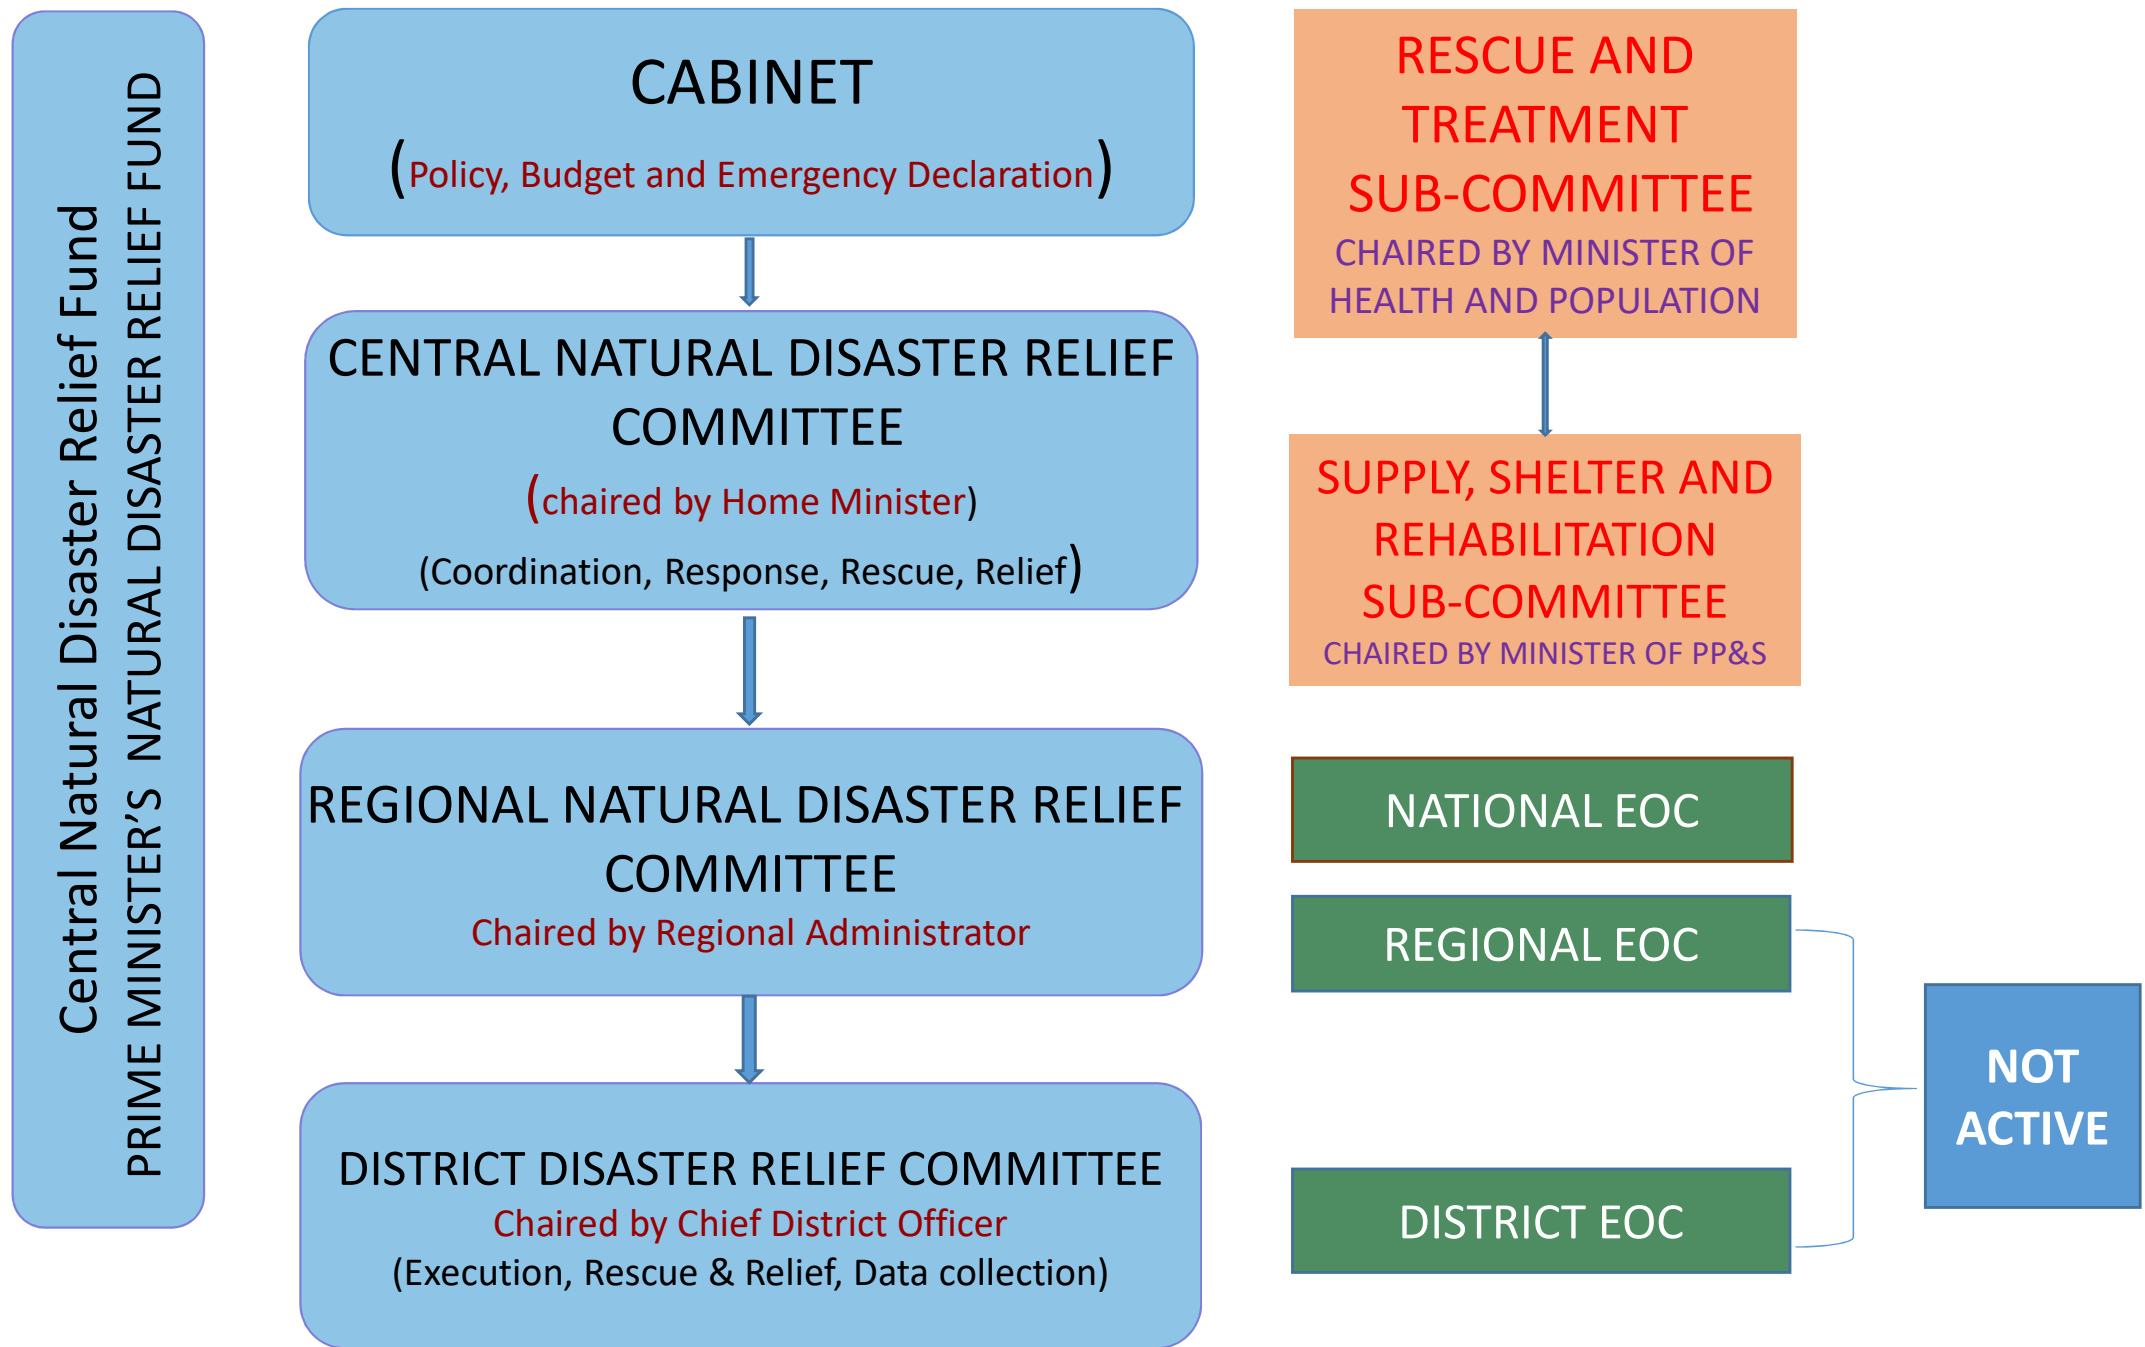 Central Natural Disaster Relief Fund
PRIME MINISTER’S NATURAL DISASTER RELIEF FUND
CABINET
(Policy, Budget and Emergency Declaration)
CENTRAL NATURAL DISASTER RELIEF
COMMITTEE
(chaired by Home Minister)
(Coordination, Response, Rescue, Relief)
REGIONAL NATURAL DISASTER RELIEF
COMMITTEE
Chaired by Regional Administrator
DISTRICT DISASTER RELIEF COMMITTEE
Chaired by Chief District Officer
(Execution, Rescue & Relief, Data collection)
RESCUE AND
TREATMENT
SUB-COMMITTEE
CHAIRED BY MINISTER OF
HEALTH AND POPULATION
SUPPLY, SHELTER AND
REHABILITATION
SUB-COMMITTEE
CHAIRED BY MINISTER OF PP&S
NATIONAL EOC
REGIONAL EOC
DISTRICT EOC
NOT
ACTIVE